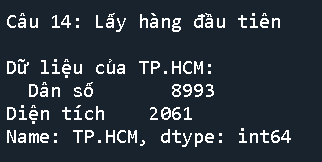 Câu 14: Lấy hàng đầu tiên
Dữ liệu của TP.HCM:
Dân số 8993
Diện tích 2061
Name: TP.HCM, dtype: int64